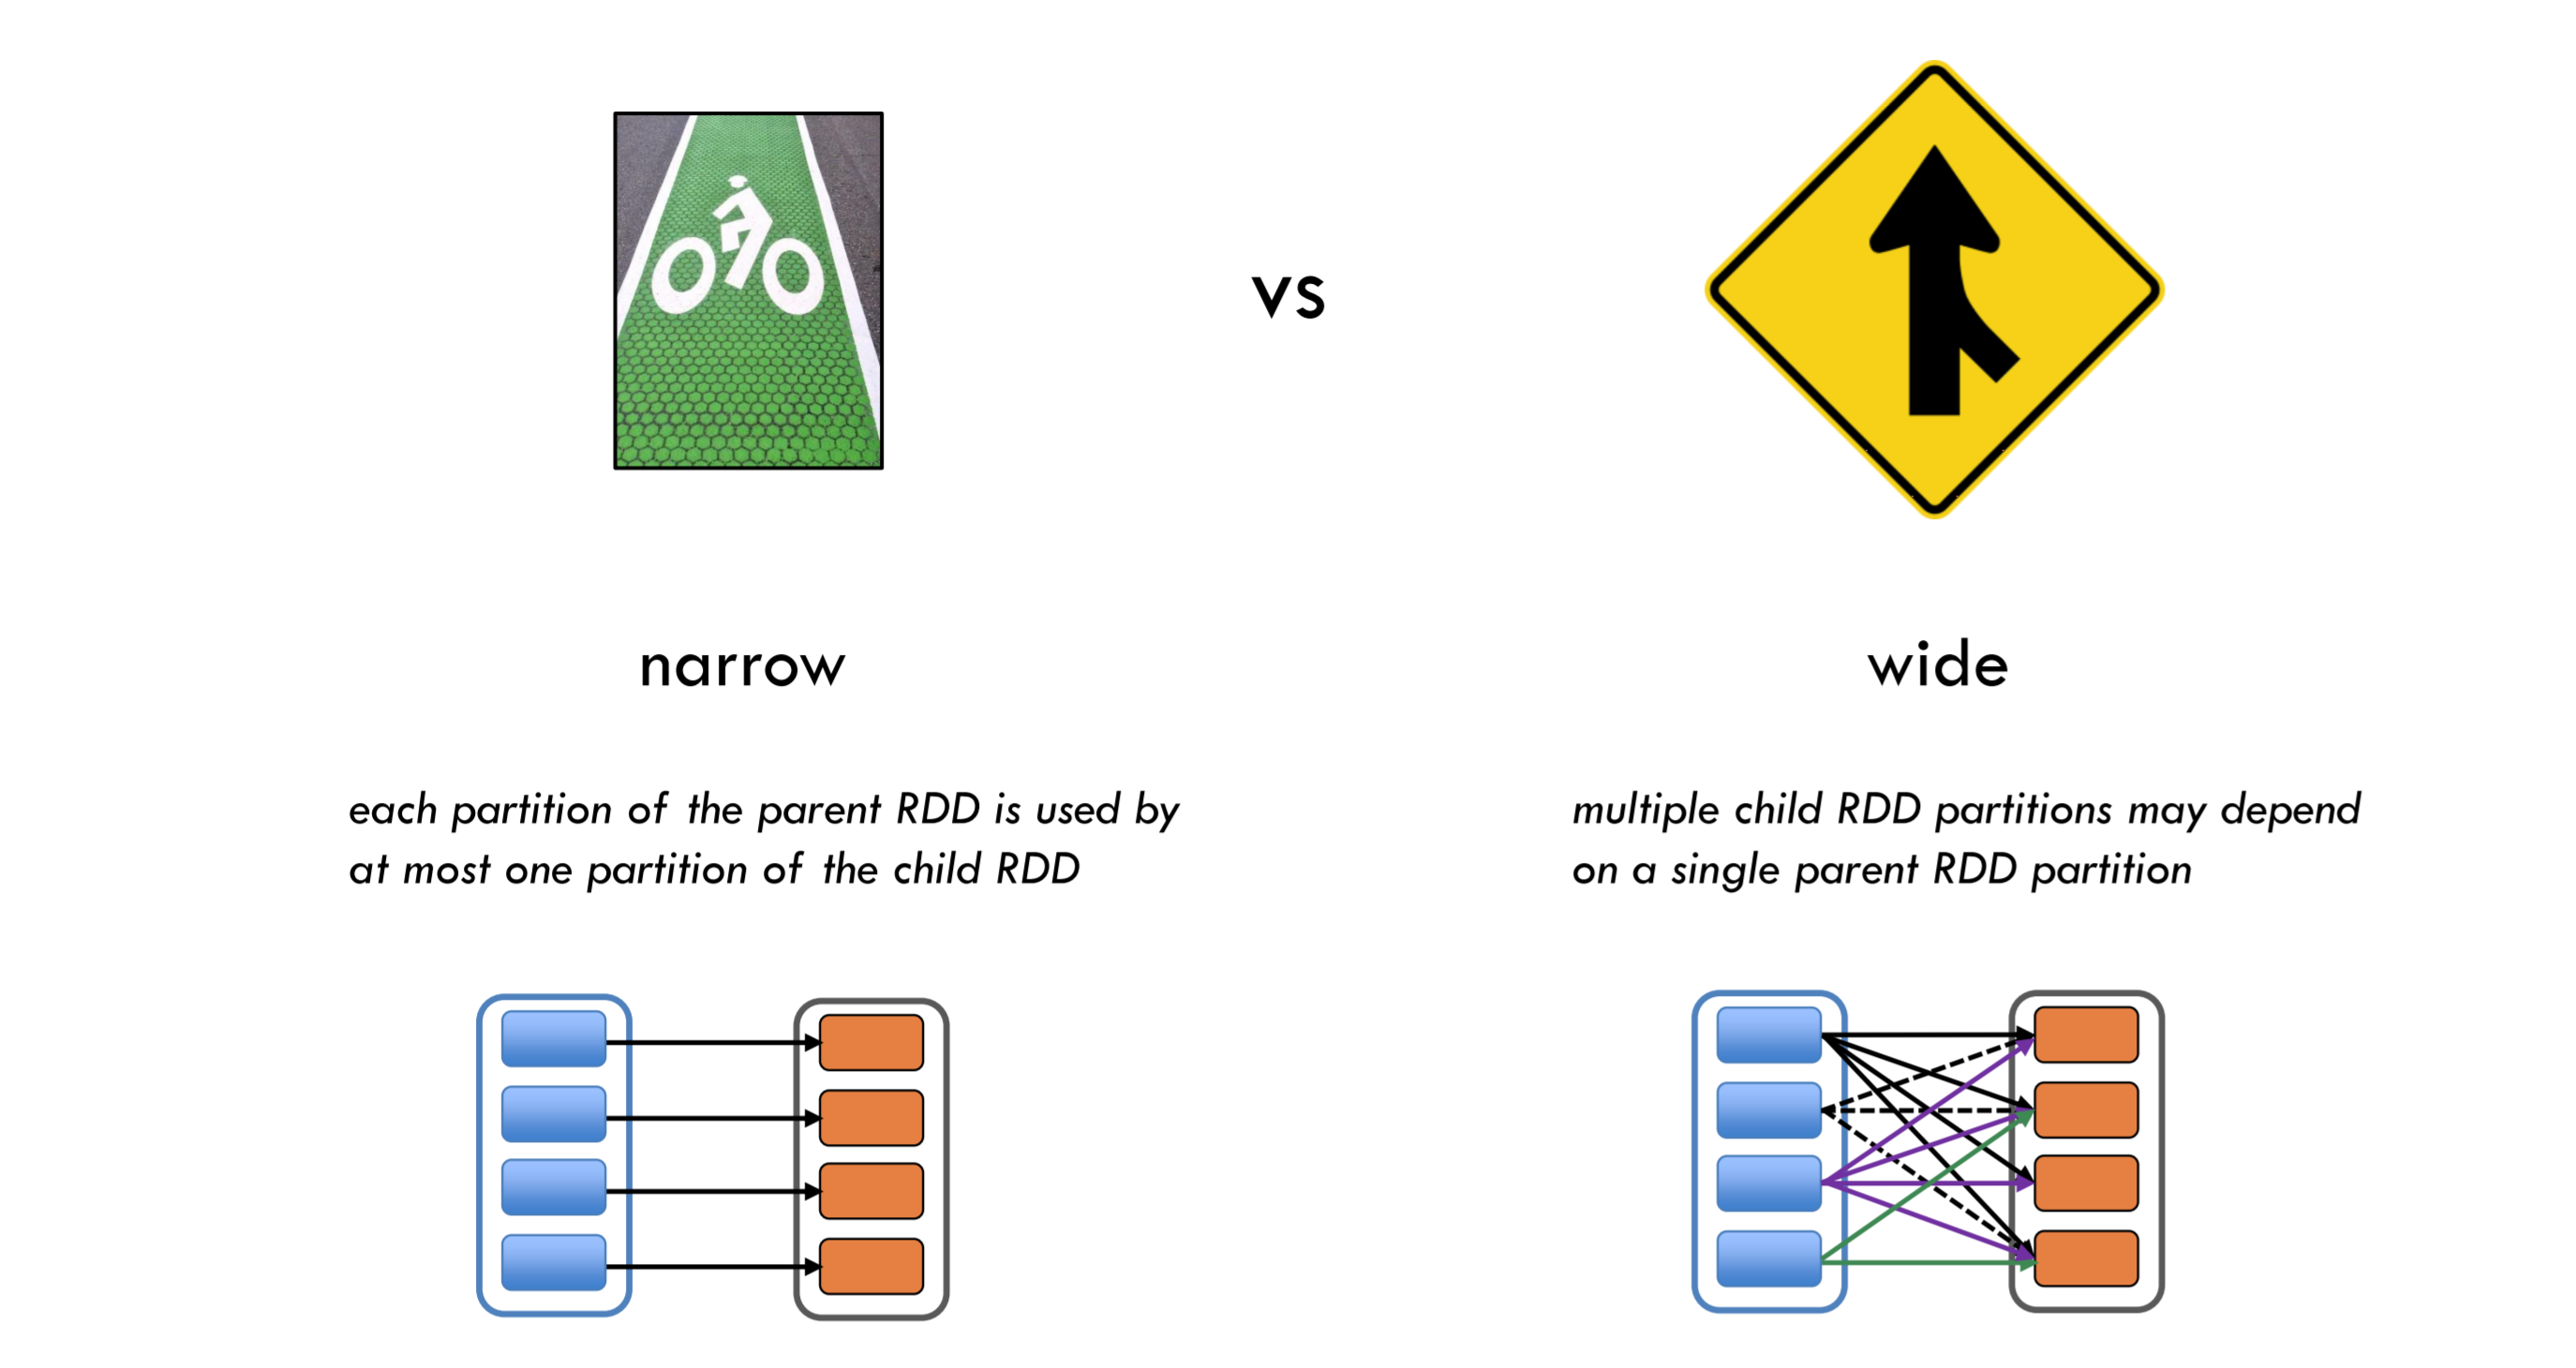 vs
narrow
wide
each partition of the parent RDD is used by
at most one partition of the child RDD
multiple child RDD partitions may depend
on a single parent RDD partition